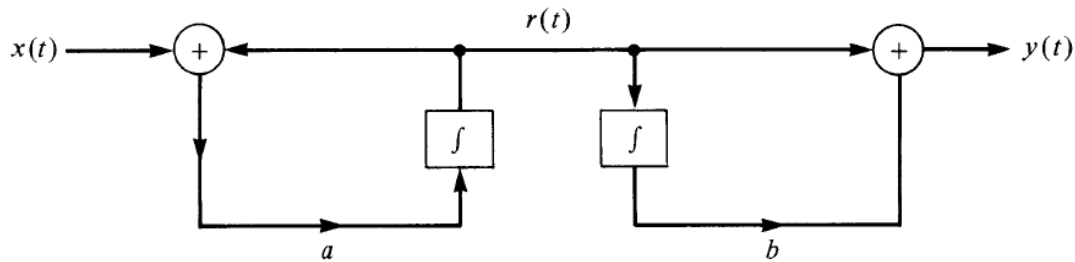 r(t)
x(t) + + y(t)
∫ ∫
a b